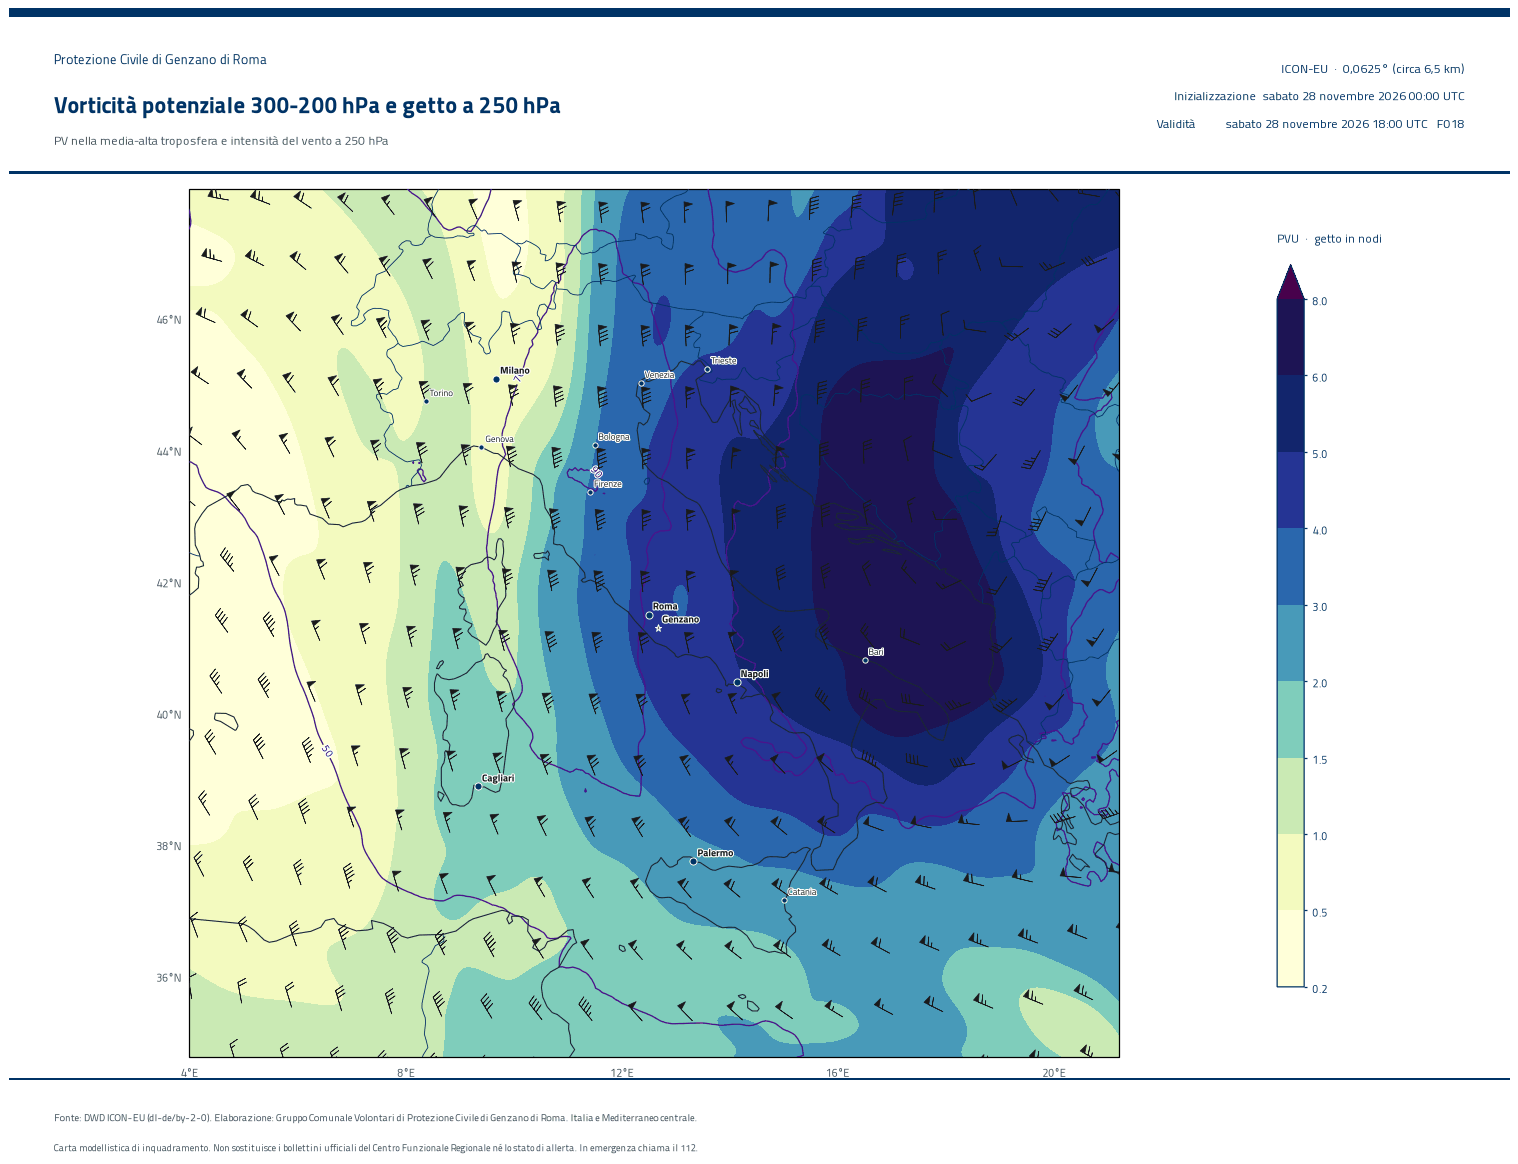 Protezione Civile di Genzano di Roma
Vorticità potenziale 300-200 hPa e getto a 250 hPa
PV nella media-alta troposfera e intensità del vento a 250 hPa
ICON-EU · 0,0625° (circa 6,5 km)
Inizializzazione sabato 28 novembre 2026 00:00 UTC
Validità sabato 28 novembre 2026 18:00 UTC F018
PVU · getto in nodi
8.0
6.0
5.0
4.0
3.0
2.0
1.5
1.0
0.5
0.2
46°N
44°N
42°N
40°N
38°N
36°N
4°E
8°E
12°E
16°E
20°E
Milano
Torino
Venezia
Trieste
Genova
Bologna
Firenze
50
Roma
Genzano
Napoli
Bari
50
Cagliari
Palermo
Catania
Fonte: DWD ICON-EU (dl-de/by-2-0). Elaborazione: Gruppo Comunale Volontari di Protezione Civile di Genzano di Roma. Italia e Mediterraneo centrale.
Carta modellistica di inquadramento. Non sostituisce i bollettini ufficiali del Centro Funzionale Regionale né lo stato di allerta. In emergenza chiama il 112.